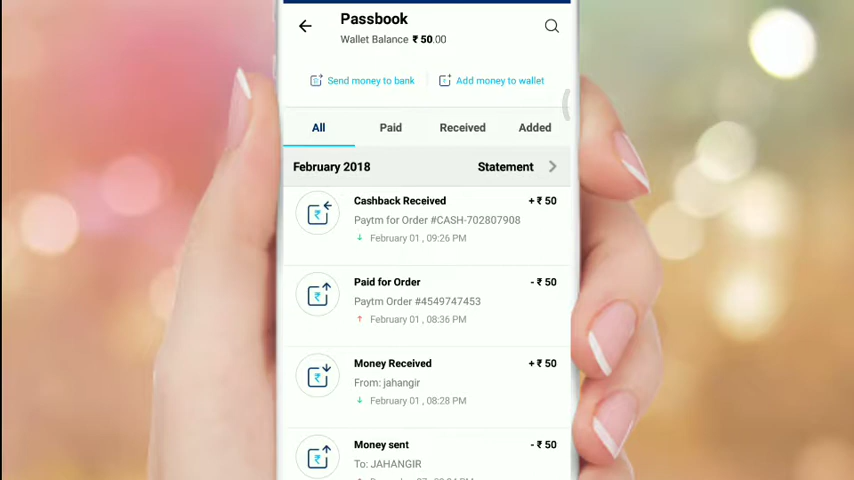 Passbook
Wallet Balance ₹ 50.00
Send money to bank
Add money to wallet
All Paid Received Added
February 2018 Statement
Cashback Received + ₹ 50
Paytm for Order #CASH-702807908
February 01 , 09:26 PM
Paid for Order - ₹ 50
Paytm Order #4549747453
February 01 , 08:36 PM
Money Received + ₹ 50
From: jahangir
February 01 , 08:28 PM
Money sent - ₹ 50
To: JAHANGIR